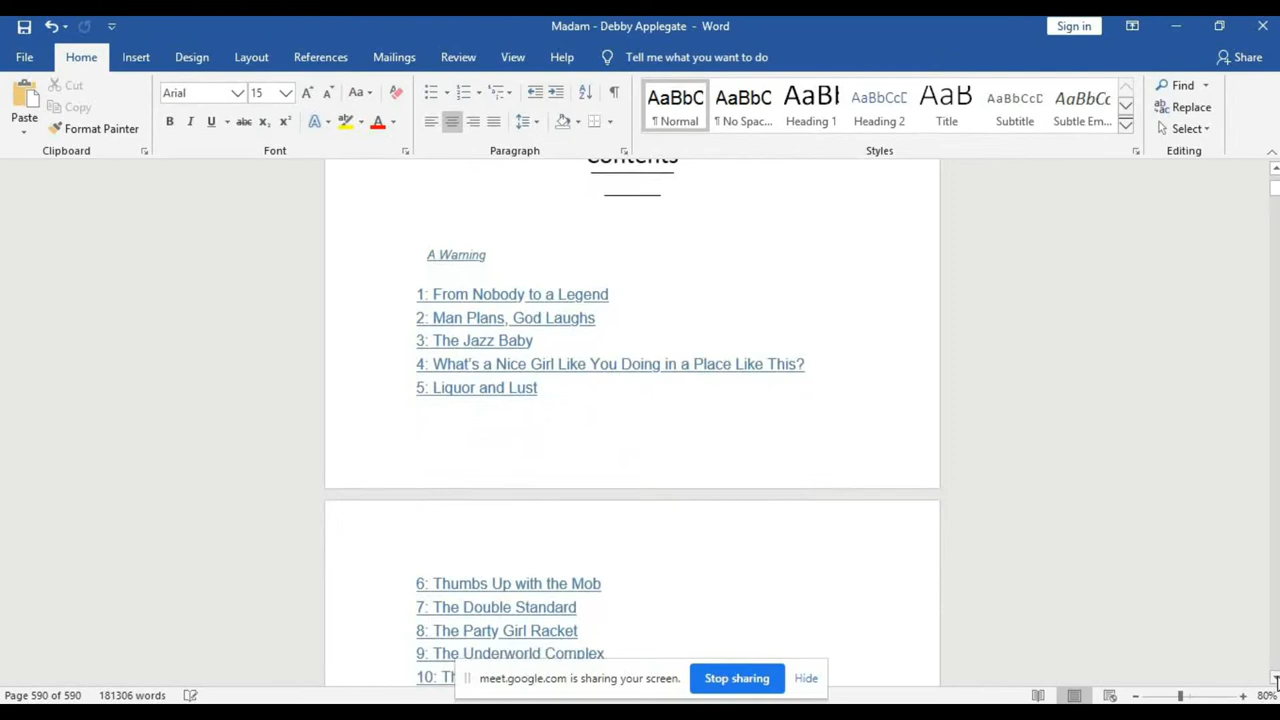 Madam - Debby Applegate - Word
Sign in
File
Home
Insert
Design
Layout
References
Mailings
Review
View
Help
Tell me what you want to do
Share
Paste
Cut
Copy
Format Painter
Clipboard
Arial
15
Font
Paragraph
AaBbC
¶ Normal
¶ No Spac...
Heading 1
AaBbCcD
Heading 2
AaB
Title
AaBbCcD
Subtitle
AaBbCc
Subtle Em...
Styles
Find
Replace
Select
Editing
Contents
A Warning
1: From Nobody to a Legend
2: Man Plans, God Laughs
3: The Jazz Baby
4: What's a Nice Girl Like You Doing in a Place Like This?
5: Liquor and Lust
6: Thumbs Up with the Mob
7: The Double Standard
8: The Party Girl Racket
9: The Underworld Complex
10:
meet.google.com is sharing your screen.
Stop sharing
Hide
Page 590 of 590
181306 words
80%